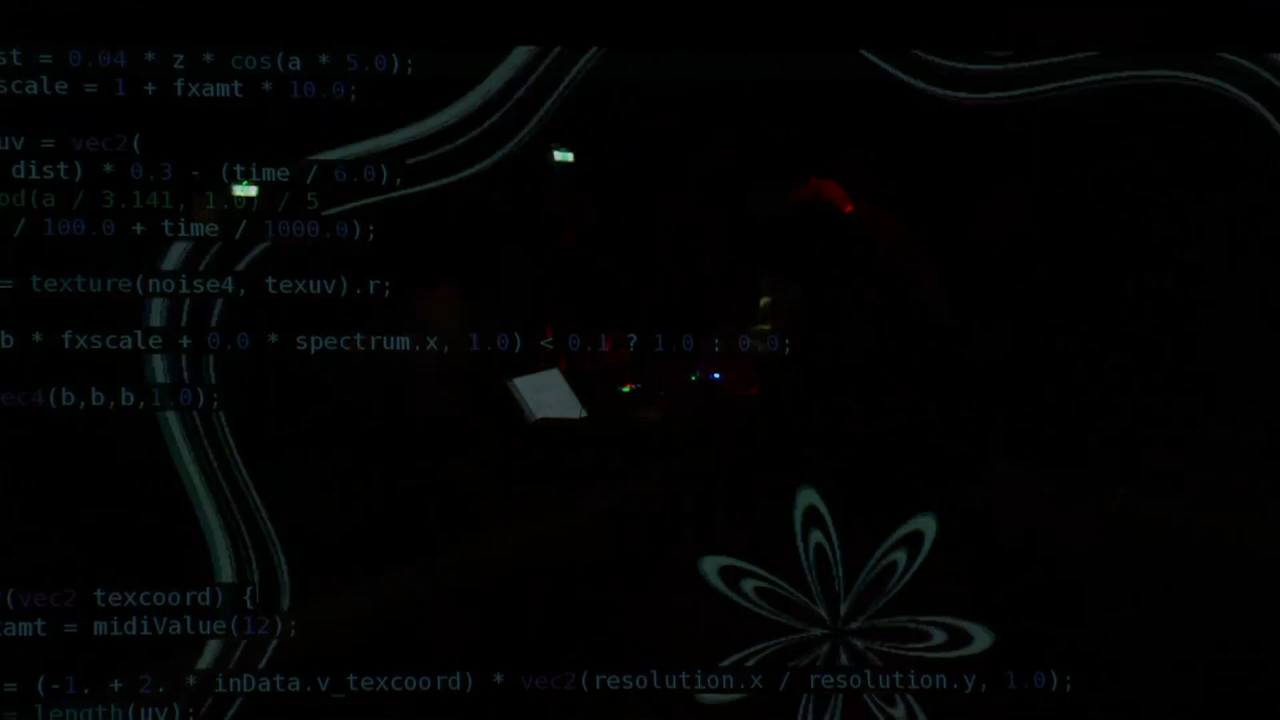 st = 0.04 * z * cos(a * 5.0);
scale = 1 + fxamt * 10.0;
uv = vec2(
dist) * 0.3 - (time / 6.0),
od(a / 3.141, 1.0) / 5
/ 100.0 + time / 1000.0);
= texture(noise4, texuv).r;
b * fxscale + 0.0 * spectrum.x, 1.0) < 0.1 ? 1.0 : 0.0;
ec4(b,b,b,1.0);
(vec2 texcoord) {
amt = midiValue(12);
= (-1. + 2. * inData.v_texcoord) * vec2(resolution.x / resolution.y, 1.0);
= length(uv);